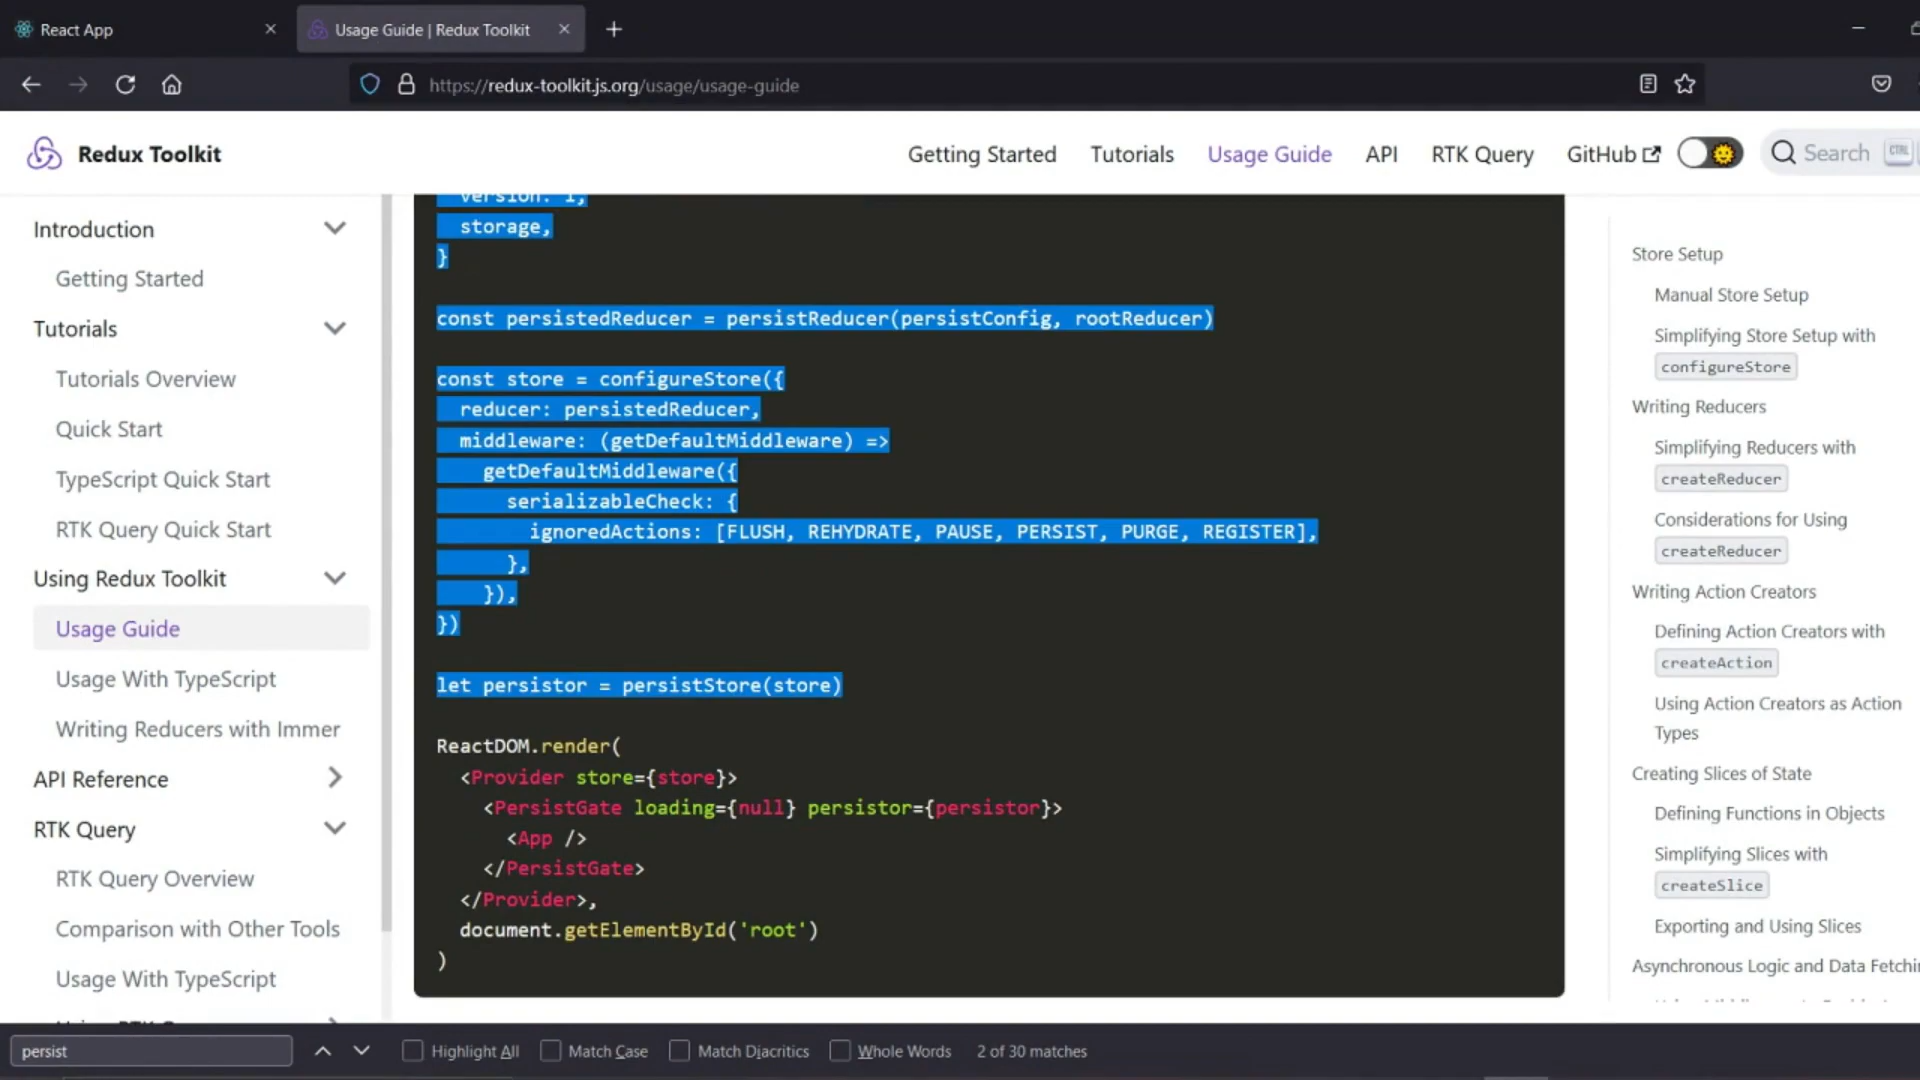 React App
Usage Guide | Redux Toolkit
https://redux-toolkit.js.org/usage/usage-guide
Redux Toolkit
Getting Started
Tutorials
Usage Guide
API
RTK Query
GitHub
Search
CTRL
Introduction
Getting Started
Tutorials
Tutorials Overview
Quick Start
TypeScript Quick Start
RTK Query Quick Start
Using Redux Toolkit
Usage Guide
Usage With TypeScript
Writing Reducers with Immer
API Reference
RTK Query
RTK Query Overview
Comparison with Other Tools
Usage With TypeScript
version: 1,
storage,
}
const persistedReducer = persistReducer(persistConfig, rootReducer)
const store = configureStore({
reducer: persistedReducer,
middleware: (getDefaultMiddleware) =>
getDefaultMiddleware({
serializableCheck: {
ignoredActions: [FLUSH, REHYDRATE, PAUSE, PERSIST, PURGE, REGISTER],
},
}),
})
let persistor = persistStore(store)
ReactDOM.render(
<Provider store={store}>
<PersistGate loading={null} persistor={persistor}>
<App />
</PersistGate>
</Provider>,
document.getElementById('root')
)
Store Setup
Manual Store Setup
Simplifying Store Setup with
configureStore
Writing Reducers
Simplifying Reducers with
createReducer
Considerations for Using
createReducer
Writing Action Creators
Defining Action Creators with
createAction
Using Action Creators as Action
Types
Creating Slices of State
Defining Functions in Objects
Simplifying Slices with
createSlice
Exporting and Using Slices
Asynchronous Logic and Data Fetchin
persist
Highlight All
Match Case
Match Diacritics
Whole Words
2 of 30 matches